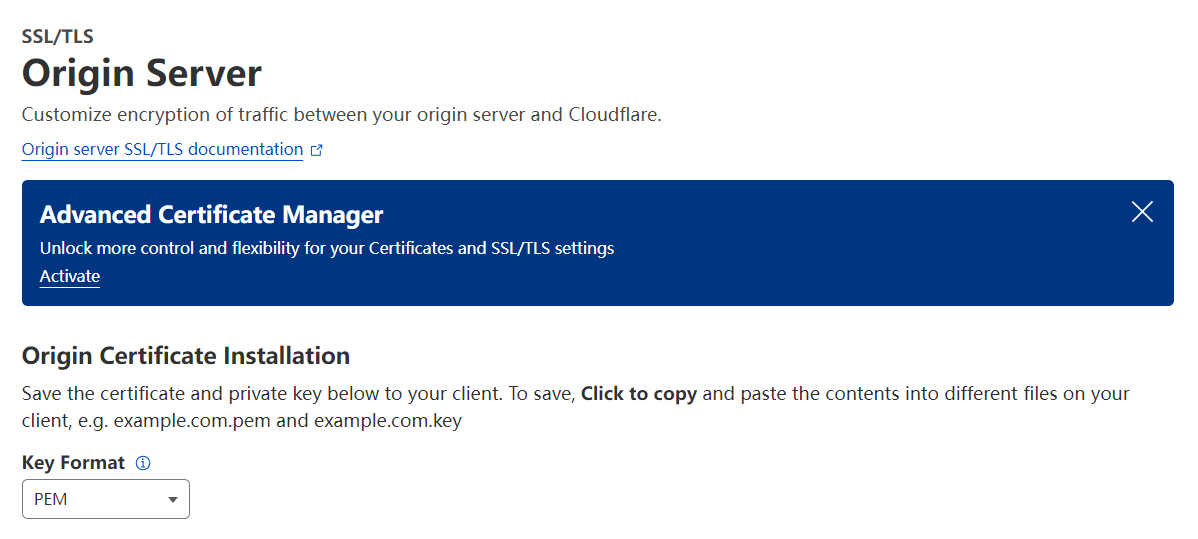 SSL/TLS
Origin Server
Customize encryption of traffic between your origin server and Cloudflare.
Origin server SSL/TLS documentation
Advanced Certificate Manager
Unlock more control and flexibility for your Certificates and SSL/TLS settings
Activate
Origin Certificate Installation
Save the certificate and private key below to your client. To save, Click to copy and paste the contents into different files on your
client, e.g. example.com.pem and example.com.key
Key Format
PEM